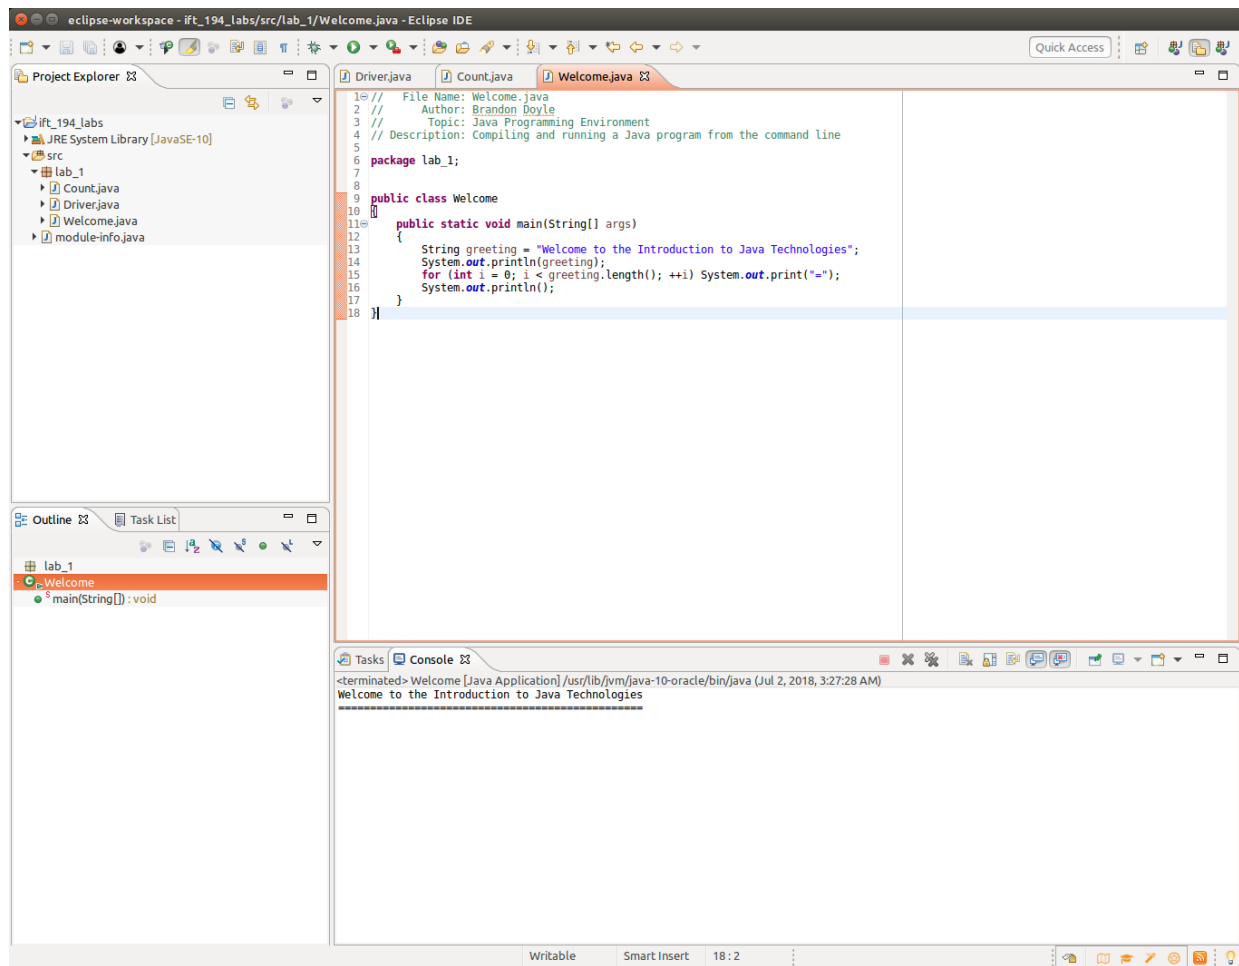 eclipse-workspace - ift_194_labs/src/lab_1/Welcome.java - Eclipse IDE
Quick Access
Project Explorer
ift_194_labs
JRE System Library [JavaSE-10]
src
lab_1
Count.java
Driver.java
Welcome.java
module-info.java
Driver.java Count.java Welcome.java
1 //   File Name: Welcome.java
2 //      Author: Brandon Doyle
3 //       Topic: Java Programming Environment
4 // Description: Compiling and running a Java program from the command line
5
6 package lab_1;
7
8
9 public class Welcome
10 {
11     public static void main(String[] args)
12     {
13         String greeting = "Welcome to the Introduction to Java Technologies";
14         System.out.println(greeting);
15         for (int i = 0; i < greeting.length(); ++i) System.out.print("=");
16         System.out.println();
17     }
18 }
Outline Task List
lab_1
Welcome
main(String[]) : void
Tasks Console
<terminated> Welcome [Java Application] /usr/lib/jvm/java-10-oracle/bin/java (Jul 2, 2018, 3:27:28 AM)
Welcome to the Introduction to Java Technologies
================================================
Writable Smart Insert 18 : 2